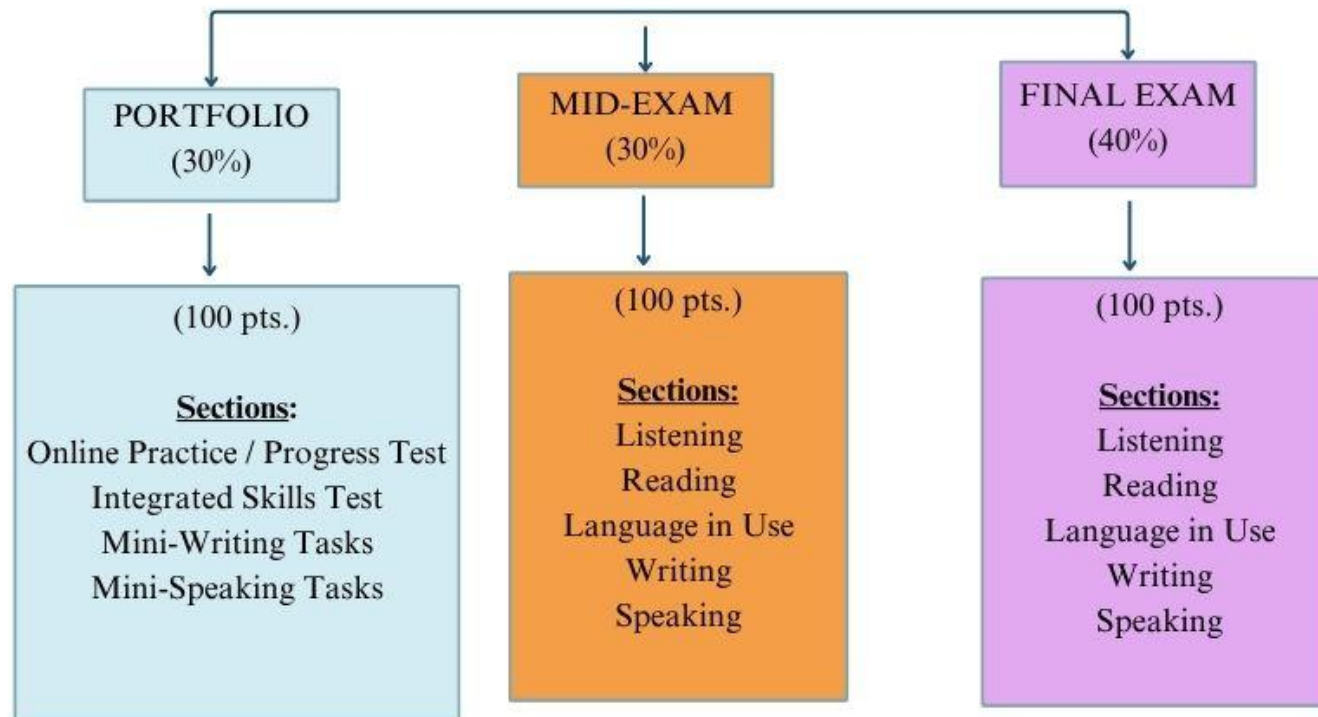 PORTFOLIO
(30%)
MID-EXAM
(30%)
FINAL EXAM
(40%)
(100 pts.)
Sections:
Online Practice / Progress Test
Integrated Skills Test
Mini-Writing Tasks
Mini-Speaking Tasks
(100 pts.)
Sections:
Listening
Reading
Language in Use
Writing
Speaking
(100 pts.)
Sections:
Listening
Reading
Language in Use
Writing
Speaking